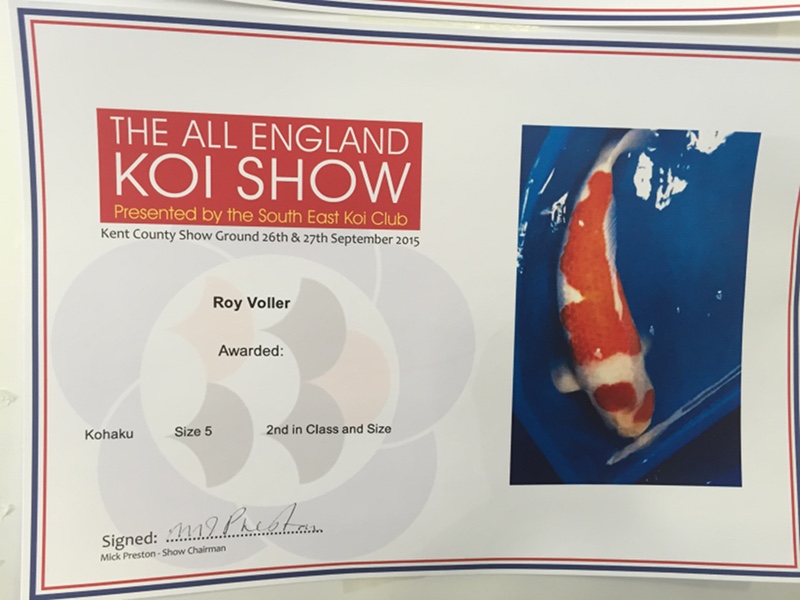 THE ALL ENGLAND
KOI SHOW
Presented by the South East Koi Club
Kent County Show Ground 26th & 27th September 2015
Roy Voller
Awarded:
Kohaku Size 5 2nd in Class and Size
Signed: MJ Preston
Mick Preston - Show Chairman